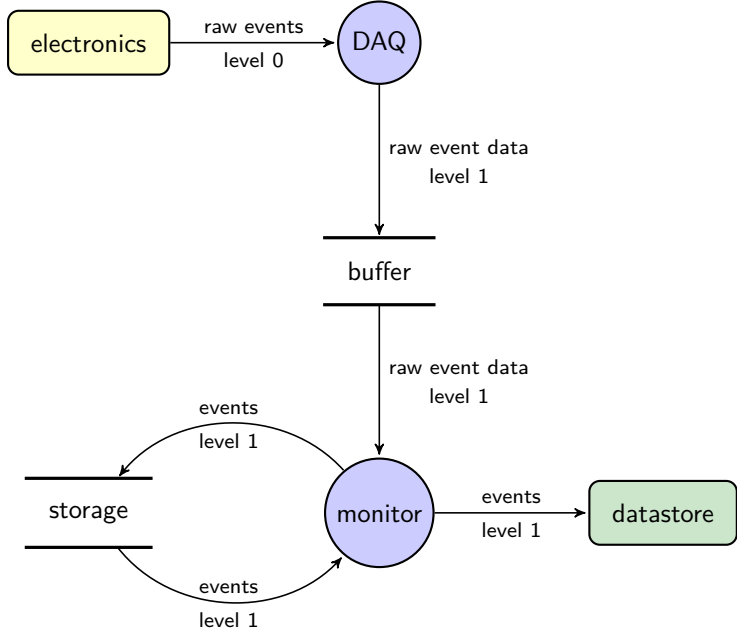 electronics
raw events
level 0
DAQ
raw event data
level 1
buffer
raw event data
level 1
events
level 1
storage
monitor
events
level 1
datastore
events
level 1